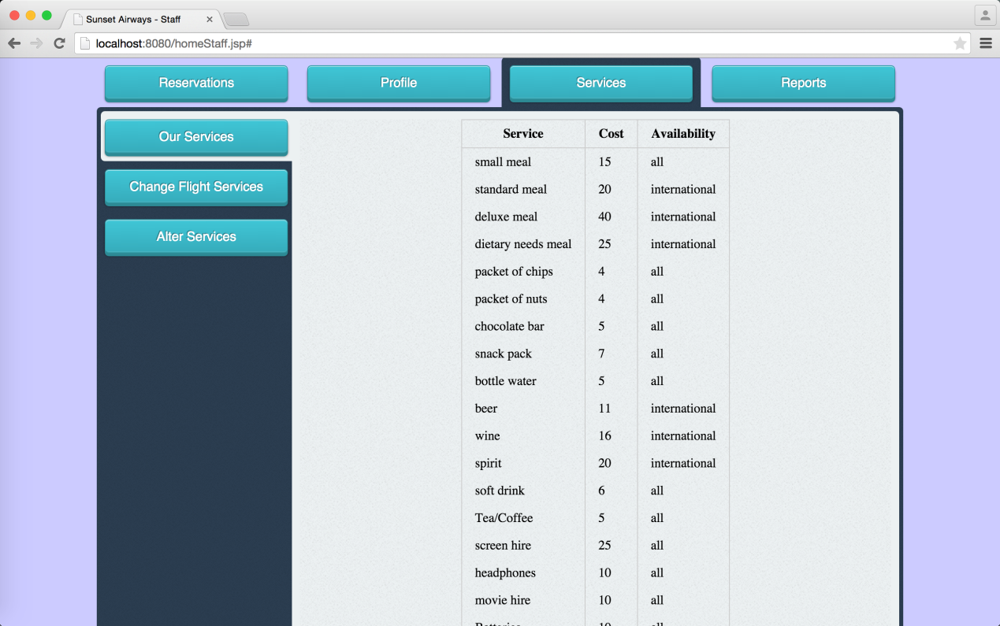 Sunset Airways - Staff
localhost:8080/homeStaff.jsp#
Reservations Profile Services Reports
Our Services
Change Flight Services
Alter Services
Service Cost Availability
small meal 15 all
standard meal 20 international
deluxe meal 40 international
dietary needs meal 25 international
packet of chips 4 all
packet of nuts 4 all
chocolate bar 5 all
snack pack 7 all
bottle water 5 all
beer 11 international
wine 16 international
spirit 20 international
soft drink 6 all
Tea/Coffee 5 all
screen hire 25 all
headphones 10 all
movie hire 10 all